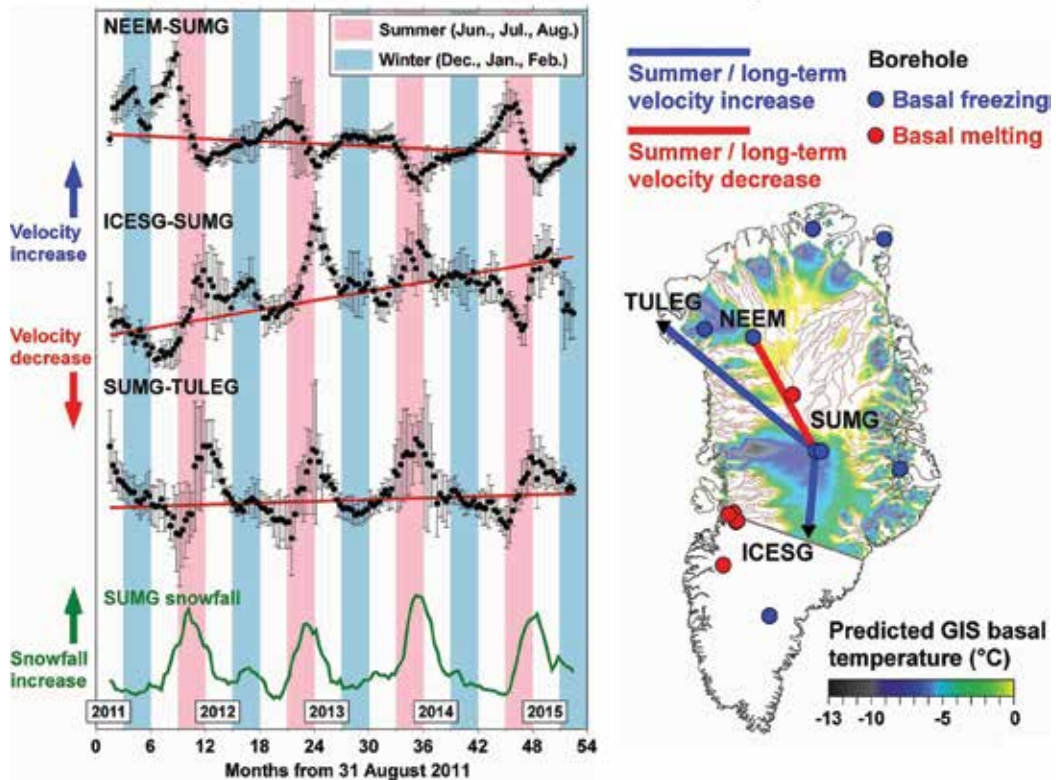 NEEM-SUMG
Summer (Jun., Jul., Aug.)
Winter (Dec., Jan., Feb.)
Velocity
increase
ICESG-SUMG
Velocity
decrease
SUMG-TULEG
SUMG snowfall
Snowfall
increase
2011
2012
2013
2014
2015
0 6 12 18 24 30 36 42 48 54
Months from 31 August 2011
Summer / long-term
velocity increase
Summer / long-term
velocity decrease
Borehole
Basal freezing
Basal melting
TULEG
NEEM
SUMG
ICESG
Predicted GIS basal
temperature (°C)
-13 -10 -5 0